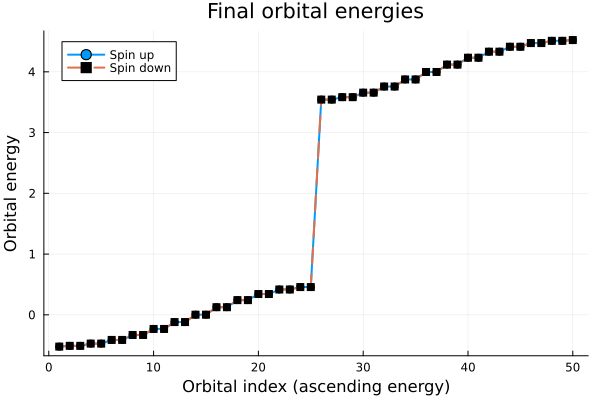 Final orbital energies
Spin up
Spin down
Orbital energy
4
3
2
1
0
0 10 20 30 40 50
Orbital index (ascending energy)